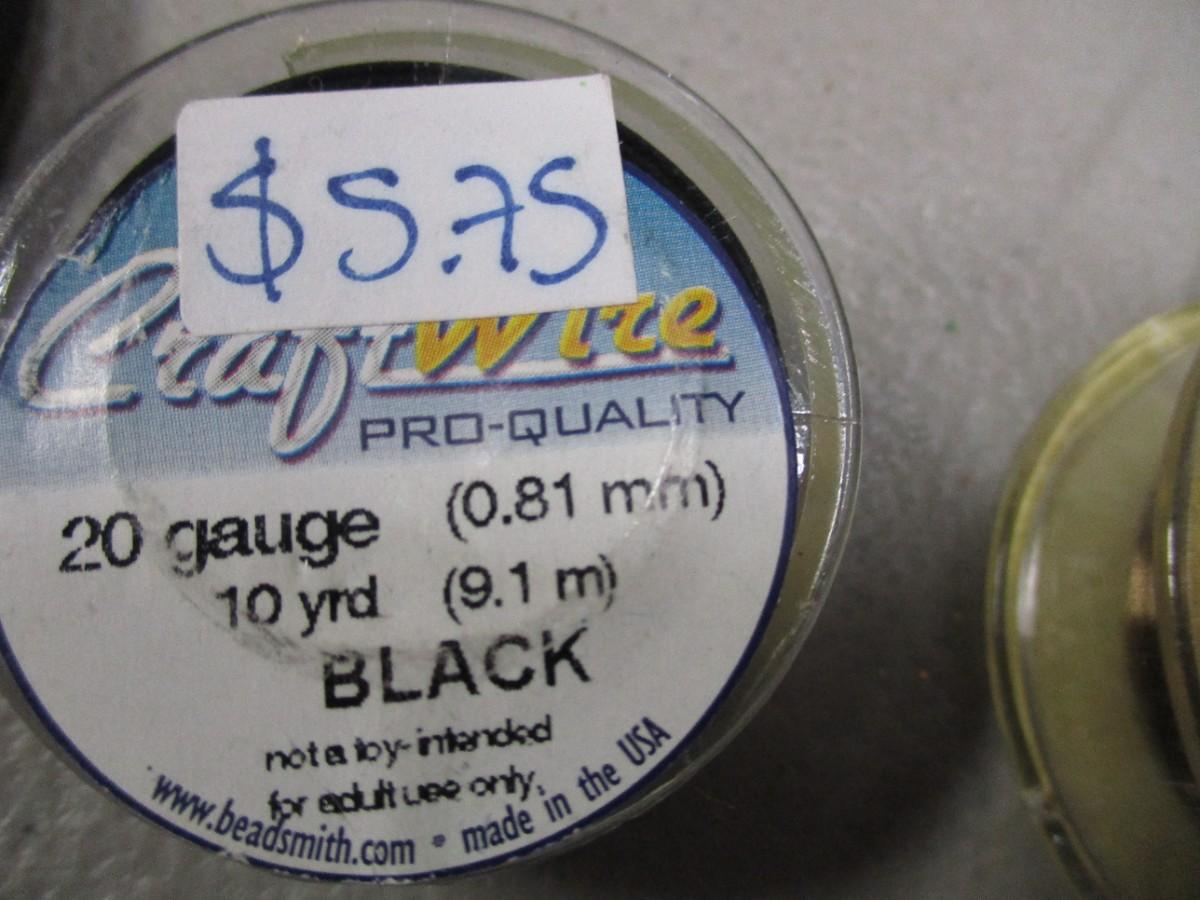 $5.75
CraftWire
PRO-QUALITY
20 gauge (0.81 mm)
10 yrd (9.1 m)
BLACK
not a toy-intended
for adult use only.
www.beadsmith.com • made in the USA